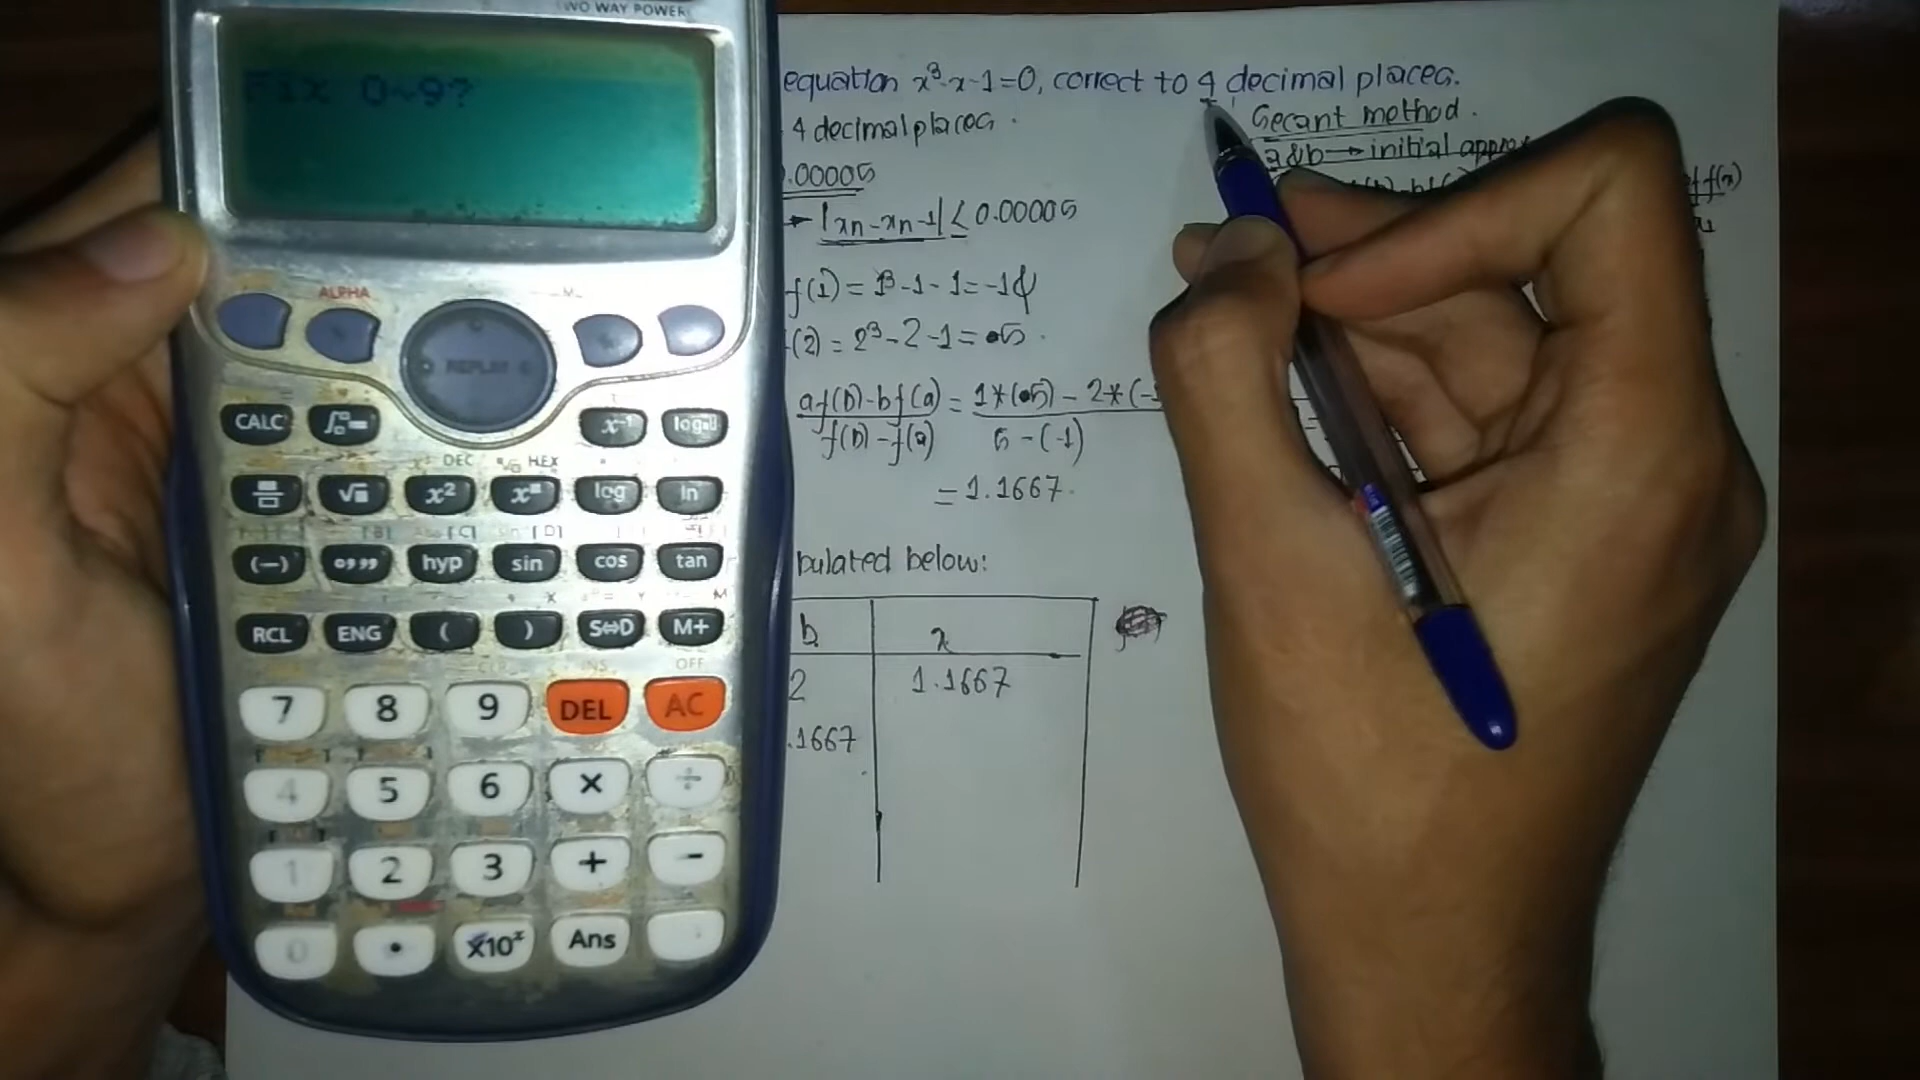 TWO WAY POWER
Fix 0~9?
ALPHA
REPLAY
CALC x⁻¹ log
DEC HEX
√ x² log ln
(−) hyp sin cos tan
X Y M
RCL ENG ( ) S⇔D M+
OFF
7 8 9 DEL AC
4 5 6 × ÷
1 2 3 + −
0 • ×10ˣ Ans
equation x³-x-1=0, correct to 4 decimal places.
4 decimal places.
0.00005
→ |xn-xn-1| ≤ 0.00005
f(1) = 1³-1-1=-1&
(2) = 2³-2-1=5.
af(b)-bf(a) = 1*(5) - 2*(-1
f(b)-f(a) 5-(-1)
= 1.1667.
bulated below:
b x
2 1.1667
.1667
Secant method.
a&b→initial approx
f(x)